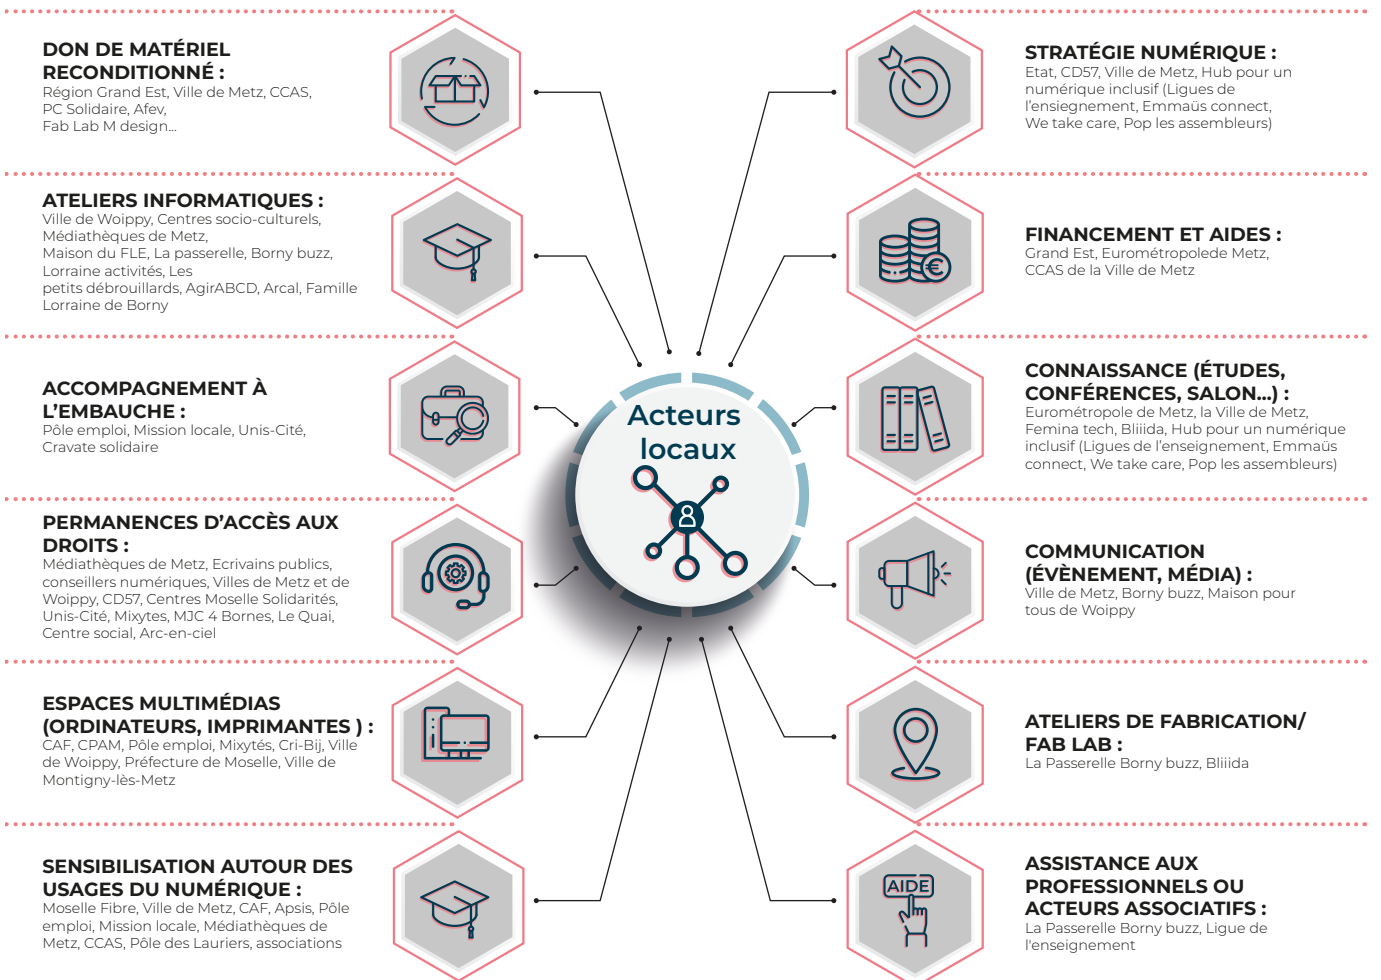 DON DE MATÉRIEL
RECONDITIONNÉ :
Région Grand Est, Ville de Metz, CCAS,
PC Solidaire, Afev,
Fab Lab M design...
ATELIERS INFORMATIQUES :
Ville de Woippy, Centres socio-culturels,
Médiathèques de Metz,
Maison du FLE, La passerelle, Borny buzz,
Lorraine activités, Les
petits débrouillards, AgirABCD, Arcal, Famille
Lorraine de Borny
ACCOMPAGNEMENT À
L'EMBAUCHE :
Pôle emploi, Mission locale, Unis-Cité,
Cravate solidaire
PERMANENCES D'ACCÈS AUX
DROITS :
Médiathèques de Metz, Ecrivains publics,
conseillers numériques, Villes de Metz et de
Woippy, CD57, Centres Moselle Solidarités,
Unis-Cité, Mixytes, MJC 4 Bornes, Le Quai,
Centre social, Arc-en-ciel
ESPACES MULTIMÉDIAS
(ORDINATEURS, IMPRIMANTES ) :
CAF, CPAM, Pôle emploi, Mixytés, Cri-Bij, Ville
de Woippy, Préfecture de Moselle, Ville de
Montigny-lès-Metz
SENSIBILISATION AUTOUR DES
USAGES DU NUMÉRIQUE :
Moselle Fibre, Ville de Metz, CAF, Apsis, Pôle
emploi, Mission locale, Médiathèques de
Metz, CCAS, Pôle des Lauriers, associations
Acteurs
locaux
STRATÉGIE NUMÉRIQUE :
Etat, CD57, Ville de Metz, Hub pour un
numérique inclusif (Ligues de
l'ensiegnement, Emmaüs connect,
We take care, Pop les assembleurs)
FINANCEMENT ET AIDES :
Grand Est, Eurométropolede Metz,
CCAS de la Ville de Metz
CONNAISSANCE (ÉTUDES,
CONFÉRENCES, SALON...) :
Eurométropole de Metz, la Ville de Metz,
Femina tech, Bliiida, Hub pour un numérique
inclusif (Ligues de l'enseignement, Emmaüs
connect, We take care, Pop les assembleurs)
COMMUNICATION
(ÉVÈNEMENT, MÉDIA) :
Ville de Metz, Borny buzz, Maison pour
tous de Woippy
ATELIERS DE FABRICATION/
FAB LAB :
La Passerelle Borny buzz, Bliiida
AIDE
ASSISTANCE AUX
PROFESSIONNELS OU
ACTEURS ASSOCIATIFS :
La Passerelle Borny buzz, Ligue de
l'enseignement